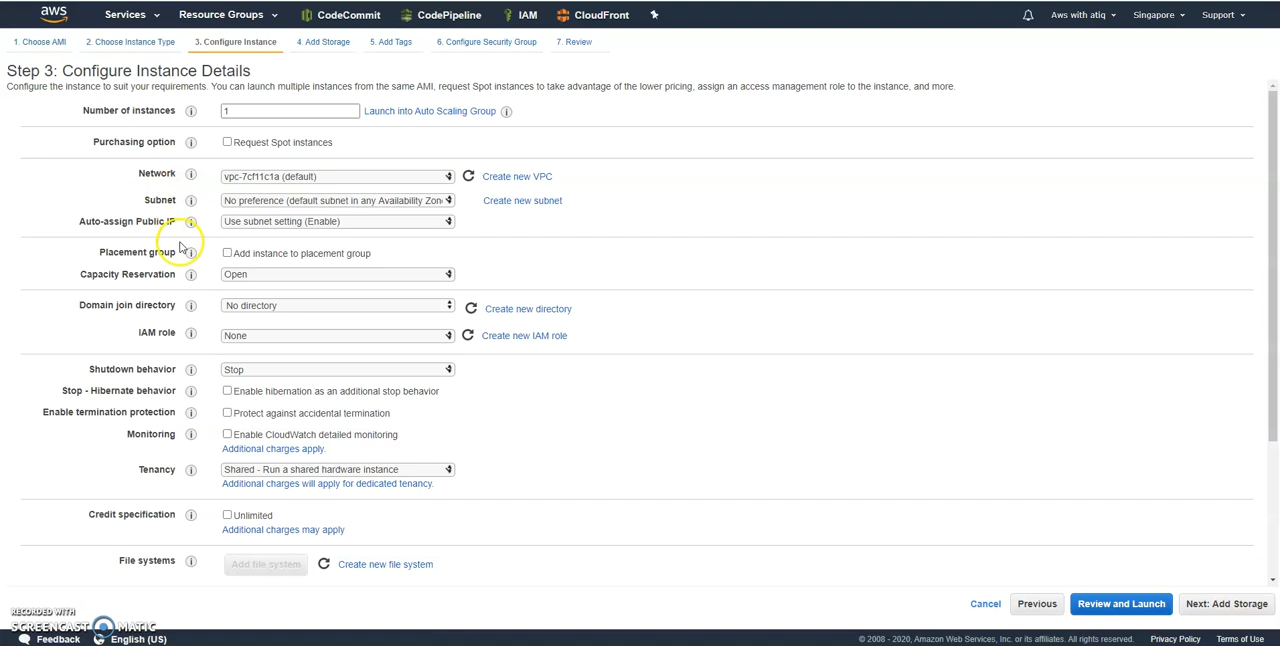 aws Services Resource Groups CodeCommit CodePipeline IAM CloudFront Aws with atiq Singapore Support
1. Choose AMI 2. Choose Instance Type 3. Configure Instance 4. Add Storage 5. Add Tags 6. Configure Security Group 7. Review
Step 3: Configure Instance Details
Configure the instance to suit your requirements. You can launch multiple instances from the same AMI, request Spot instances to take advantage of the lower pricing, assign an access management role to the instance, and more.
Number of instances 1 Launch into Auto Scaling Group
Purchasing option Request Spot instances
Network vpc-7cf11c1a (default) Create new VPC
Subnet No preference (default subnet in any Availability Zon Create new subnet
Auto-assign Public IP Use subnet setting (Enable)
Placement group Add instance to placement group
Capacity Reservation Open
Domain join directory No directory Create new directory
IAM role None Create new IAM role
Shutdown behavior Stop
Stop - Hibernate behavior Enable hibernation as an additional stop behavior
Enable termination protection Protect against accidental termination
Monitoring Enable CloudWatch detailed monitoring
Additional charges apply.
Tenancy Shared - Run a shared hardware instance
Additional charges will apply for dedicated tenancy.
Credit specification Unlimited
Additional charges may apply
File systems Add file system Create new file system
Cancel Previous Review and Launch Next: Add Storage
RECORDED WITH
SCREENCAST MATIC
Feedback English (US) © 2008 - 2020, Amazon Web Services, Inc. or its affiliates. All rights reserved. Privacy Policy Terms of Use